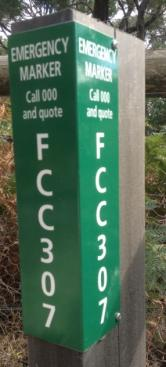 EMERGENCY
MARKER
Call 000
and quote
F
C
C
3
0
7
EMERGENCY
MARKER
Call 000
and quote
F
C
C
3
0
7